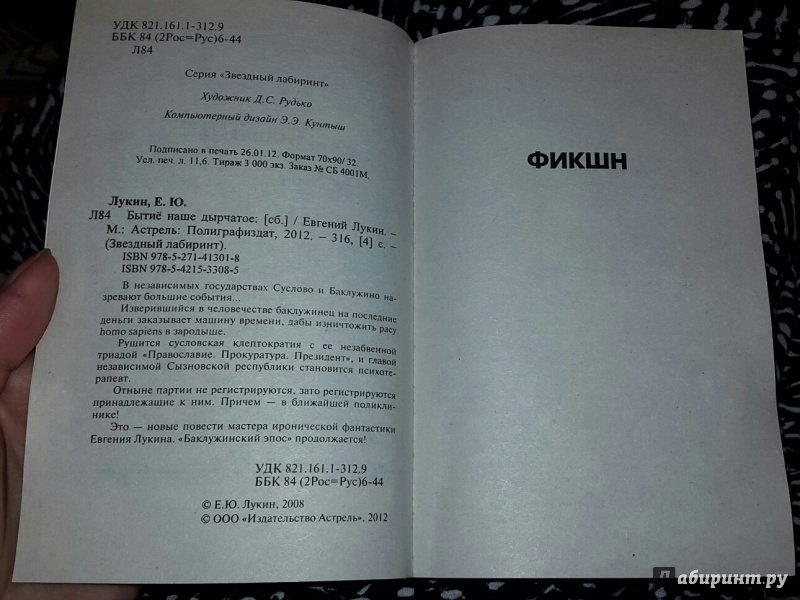 УДК 821.161.1-312.9
ББК 84 (2Рос=Рус)6-44
Л84
Серия «Звездный лабиринт»
Художник Д.С. Рудько
Компьютерный дизайн Э.Э. Кунтыш
Подписано в печать 26.01.12. Формат 70х90/ 32.
Усл. печ. л. 11,6. Тираж 3 000 экз. Заказ № СБ 4001М.
Лукин, Е. Ю.
Л84 Бытиё наше дырчатое: [сб.] / Евгений Лукин. –
М.: Астрель: Полиграфиздат, 2012. – 316, [4] с. –
(Звездный лабиринт).
ISBN 978-5-271-41301-8
ISBN 978-5-4215-3308-5
В независимых государствах Суслово и Баклужино на-
зревают большие события...
Изверившийся в человечестве баклужинец на последние
деньги заказывает машину времени, дабы изничтожить расу
homo sapiens в зародыше.
Рушится сусловская клептократия с ее незабвенной
триадой «Православие. Прокуратура. Президент», и главой
независимой Сызновской республики становится психоте-
рапевт.
Отныне партии не регистрируются, зато регистрируются
принадлежащие к ним. Причем — в ближайшей поликли-
нике!
Это — новые повести мастера иронической фантастики
Евгения Лукина. «Баклужинский эпос» продолжается!
УДК 821.161.1-312.9
ББК 84 (2Рос=Рус)6-44
© Е.Ю. Лукин, 2008
© ООО «Издательство Астрель», 2012
ФИКШН
Лабиринт.ру